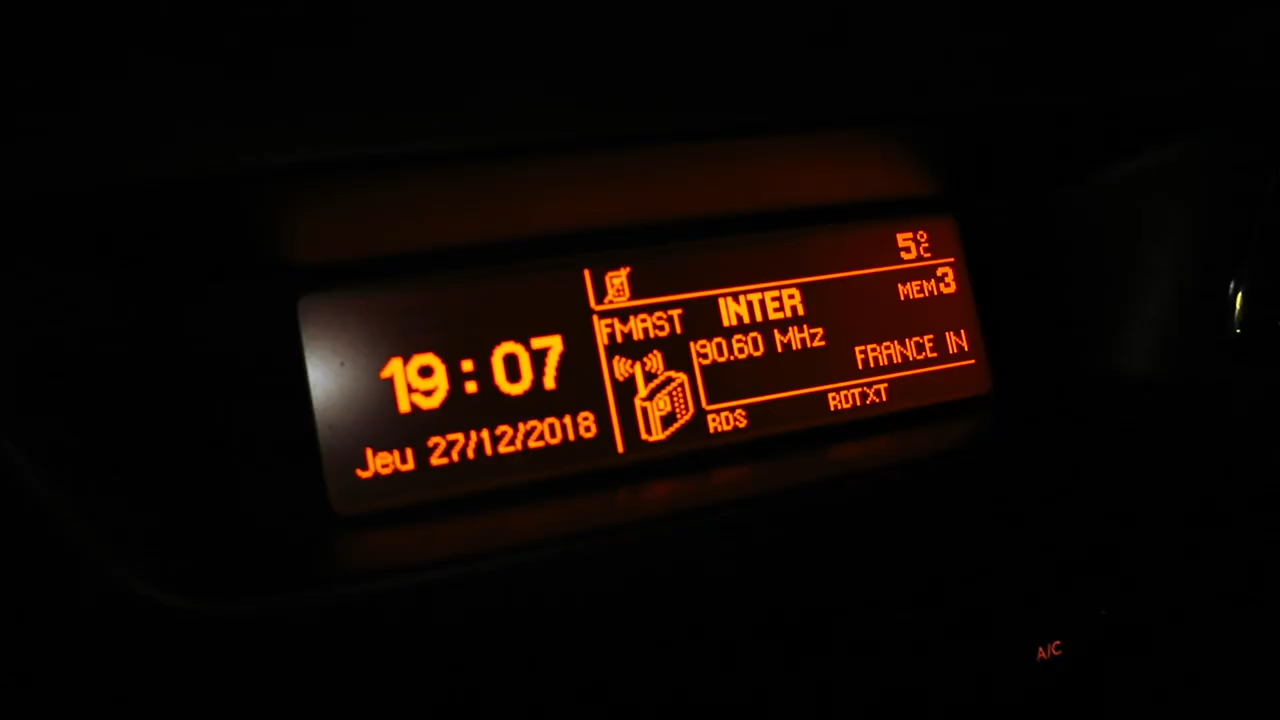 5°C
FMAST INTER MEM3
90.60 MHz
FRANCE IN
RDS RDTXT
19:07
Jeu 27/12/2018
A/C